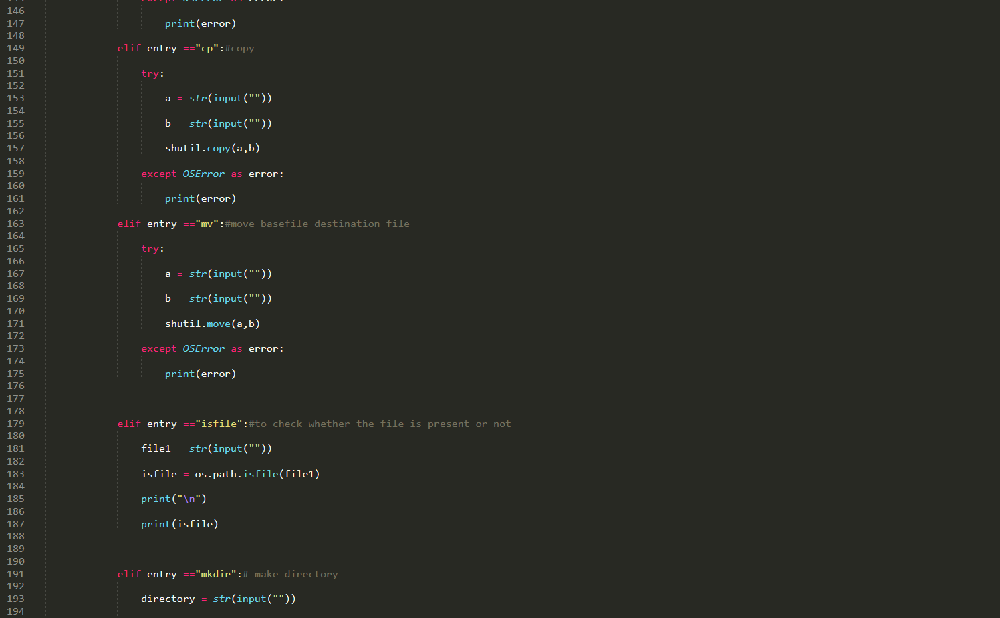 145 except OSError as error:
146
147 print(error)
148
149 elif entry =="cp":#copy
150
151 try:
152
153 a = str(input(""))
154
155 b = str(input(""))
156
157 shutil.copy(a,b)
158
159 except OSError as error:
160
161 print(error)
162
163 elif entry =="mv":#move basefile destination file
164
165 try:
166
167 a = str(input(""))
168
169 b = str(input(""))
170
171 shutil.move(a,b)
172
173 except OSError as error:
174
175 print(error)
176
177
178
179 elif entry =="isfile":#to check whether the file is present or not
180
181 file1 = str(input(""))
182
183 isfile = os.path.isfile(file1)
184
185 print("\n")
186
187 print(isfile)
188
189
190
191 elif entry =="mkdir":# make directory
192
193 directory = str(input(""))
194